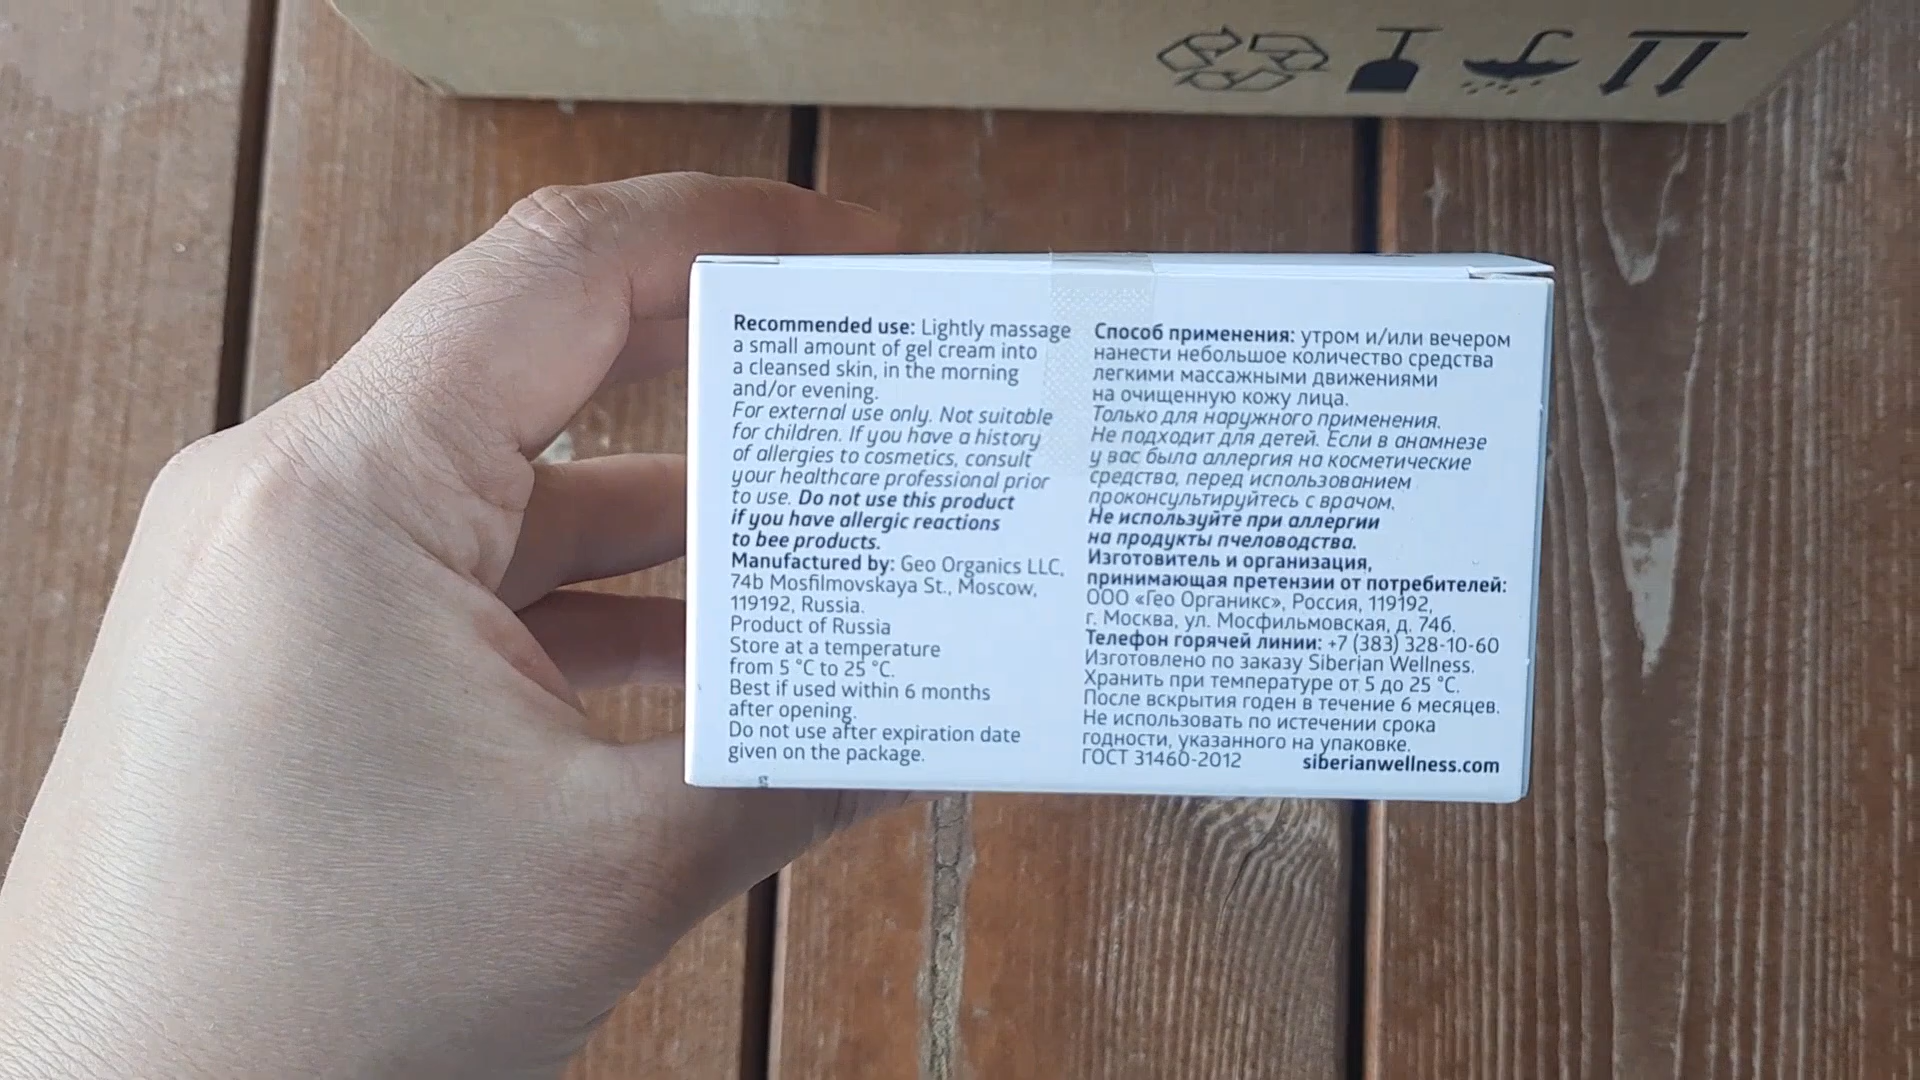 Recommended use: Lightly massage
a small amount of gel cream into
a cleansed skin, in the morning
and/or evening.
For external use only. Not suitable
for children. If you have a history
of allergies to cosmetics, consult
your healthcare professional prior
to use. Do not use this product
if you have allergic reactions
to bee products.
Manufactured by: Geo Organics LLC,
74b Mosfilmovskaya St., Moscow,
119192, Russia.
Product of Russia
Store at a temperature
from 5 °C to 25 °C.
Best if used within 6 months
after opening.
Do not use after expiration date
given on the package.
Способ применения: утром и/или вечером
нанести небольшое количество средства
легкими массажными движениями
на очищенную кожу лица.
Только для наружного применения.
Не подходит для детей. Если в анамнезе
у вас была аллергия на косметические
средства, перед использованием
проконсультируйтесь с врачом.
Не используйте при аллергии
на продукты пчеловодства.
Изготовитель и организация,
принимающая претензии от потребителей:
ООО «Гео Органикс», Россия, 119192,
г. Москва, ул. Мосфильмовская, д. 74б.
Телефон горячей линии: +7 (383) 328-10-60
Изготовлено по заказу Siberian Wellness.
Хранить при температуре от 5 до 25 °C.
После вскрытия годен в течение 6 месяцев.
Не использовать по истечении срока
годности, указанного на упаковке.
ГОСТ 31460-2012 siberianwellness.com